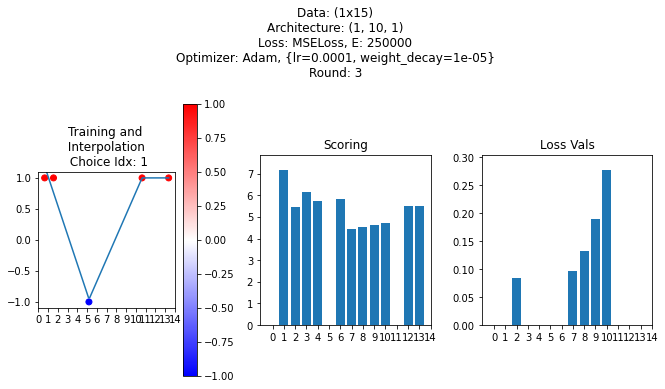 Data: (1x15)
Architecture: (1, 10, 1)
Loss: MSELoss, E: 250000
Optimizer: Adam, {lr=0.0001, weight_decay=1e-05}
Round: 3
Training and
Interpolation
Choice Idx: 1
1.0
0.5
0.0
−0.5
−1.0
0 1 2 3 4 5 6 7 8 9 10 11 12 13 14
1.00
0.75
0.50
0.25
0.00
−0.25
−0.50
−0.75
−1.00
Scoring
7
6
5
4
3
2
1
0
0 1 2 3 4 5 6 7 8 9 10 11 12 13 14
Loss Vals
0.30
0.25
0.20
0.15
0.10
0.05
0.00
0 1 2 3 4 5 6 7 8 9 10 11 12 13 14